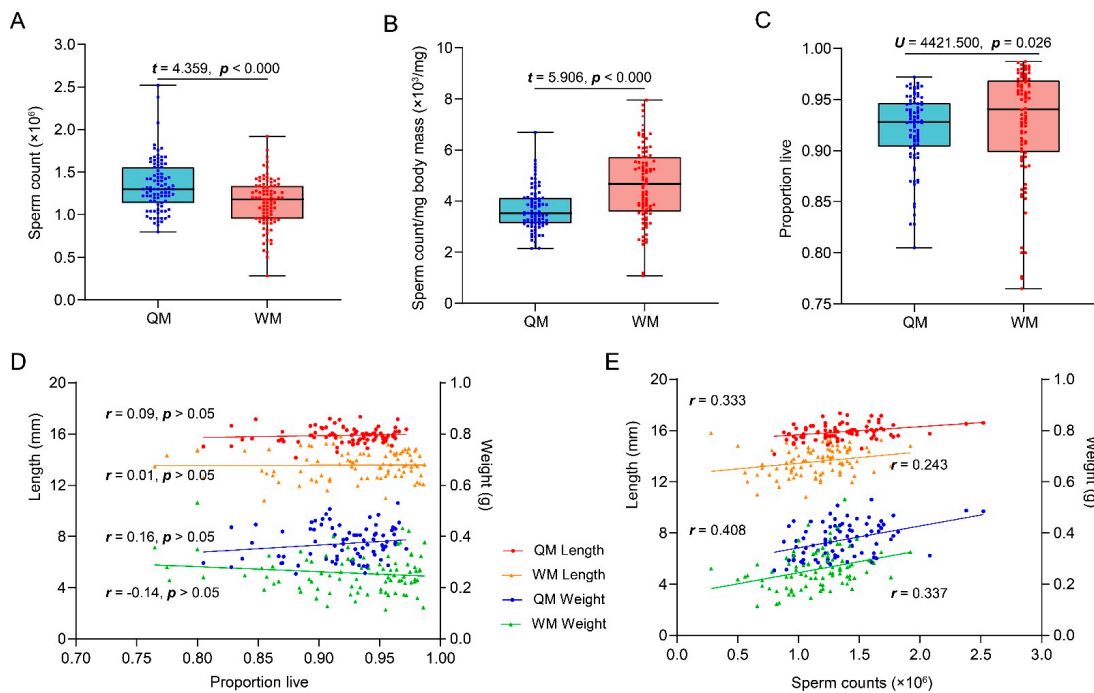 A
Sperm count (×10⁶)
3.0
2.5
2.0
1.5
1.0
0.5
0.0
t = 4.359, p < 0.000
QM
WM
B
Sperm count/mg body mass (×10³/mg)
10
8
6
4
2
0
t = 5.906, p < 0.000
QM
WM
C
Proportion live
1.00
0.95
0.90
0.85
0.80
0.75
U = 4421.500, p = 0.026
QM
WM
D
Length (mm)
20
16
12
8
4
0
r = 0.09, p > 0.05
r = 0.01, p > 0.05
r = 0.16, p > 0.05
r = -0.14, p > 0.05
1.0
0.8
0.6
0.4
0.2
0.0
Weight (g)
0.70
0.75
0.80
0.85
0.90
0.95
1.00
Proportion live
QM Length
WM Length
QM Weight
WM Weight
E
Length (mm)
20
16
12
8
4
0
r = 0.333
r = 0.243
r = 0.408
r = 0.337
1.0
0.8
0.6
0.4
0.2
0.0
Weight (g)
0.0
0.5
1.0
1.5
2.0
2.5
3.0
Sperm counts (×10⁶)